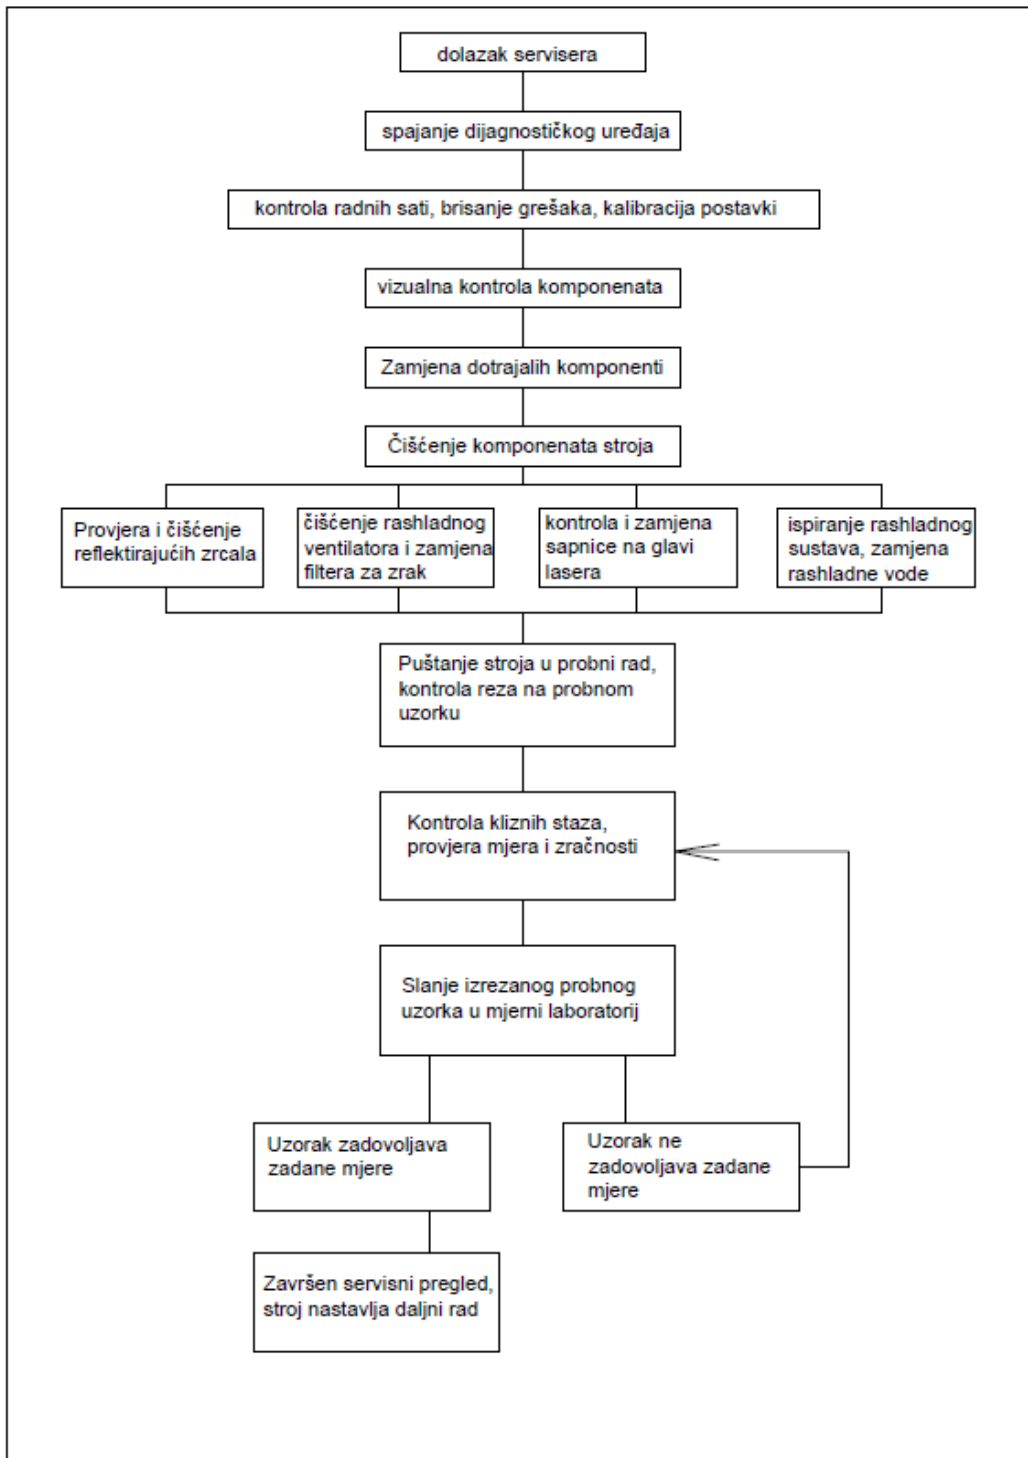 dolazak servisera
spajanje dijagnostičkog uređaja
kontrola radnih sati, brisanje grešaka, kalibracija postavki
vizualna kontrola komponenata
Zamjena dotrajalih komponenti
Čišćenje komponenata stroja
Provjera i čišćenje
reflektirajućih zrcala
čišćenje rashladnog
ventilatora i zamjena
filtera za zrak
kontrola i zamjena
sapnice na glavi
lasera
ispiranje rashladnog
sustava, zamjena
rashladne vode
Puštanje stroja u probni rad,
kontrola reza na probnom
uzorku
Kontrola kliznih staza,
provjera mjera i zračnosti
Slanje izrezanog probnog
uzorka u mjerni laboratorij
Uzorak zadovoljava
zadane mjere
Uzorak ne
zadovoljava zadane
mjere
Završen servisni pregled,
stroj nastavlja daljni rad